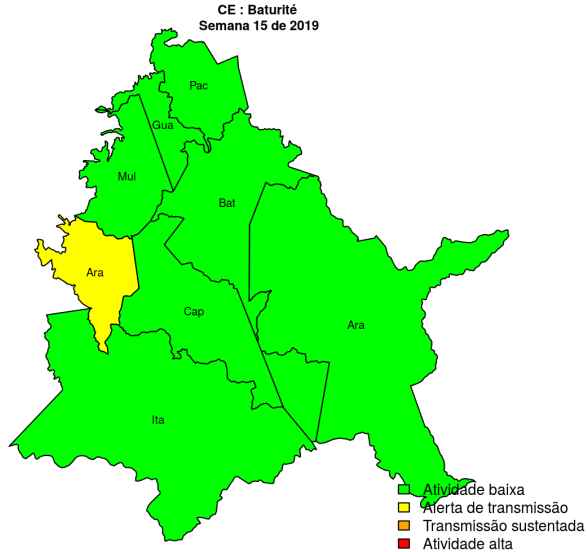 CE : Baturité
Semana 15 de 2019
Pac
Gua
Mul
Bat
Ara
Cap
Ara
Ita
Atividade baixa
Alerta de transmissão
Transmissão sustentada
Atividade alta